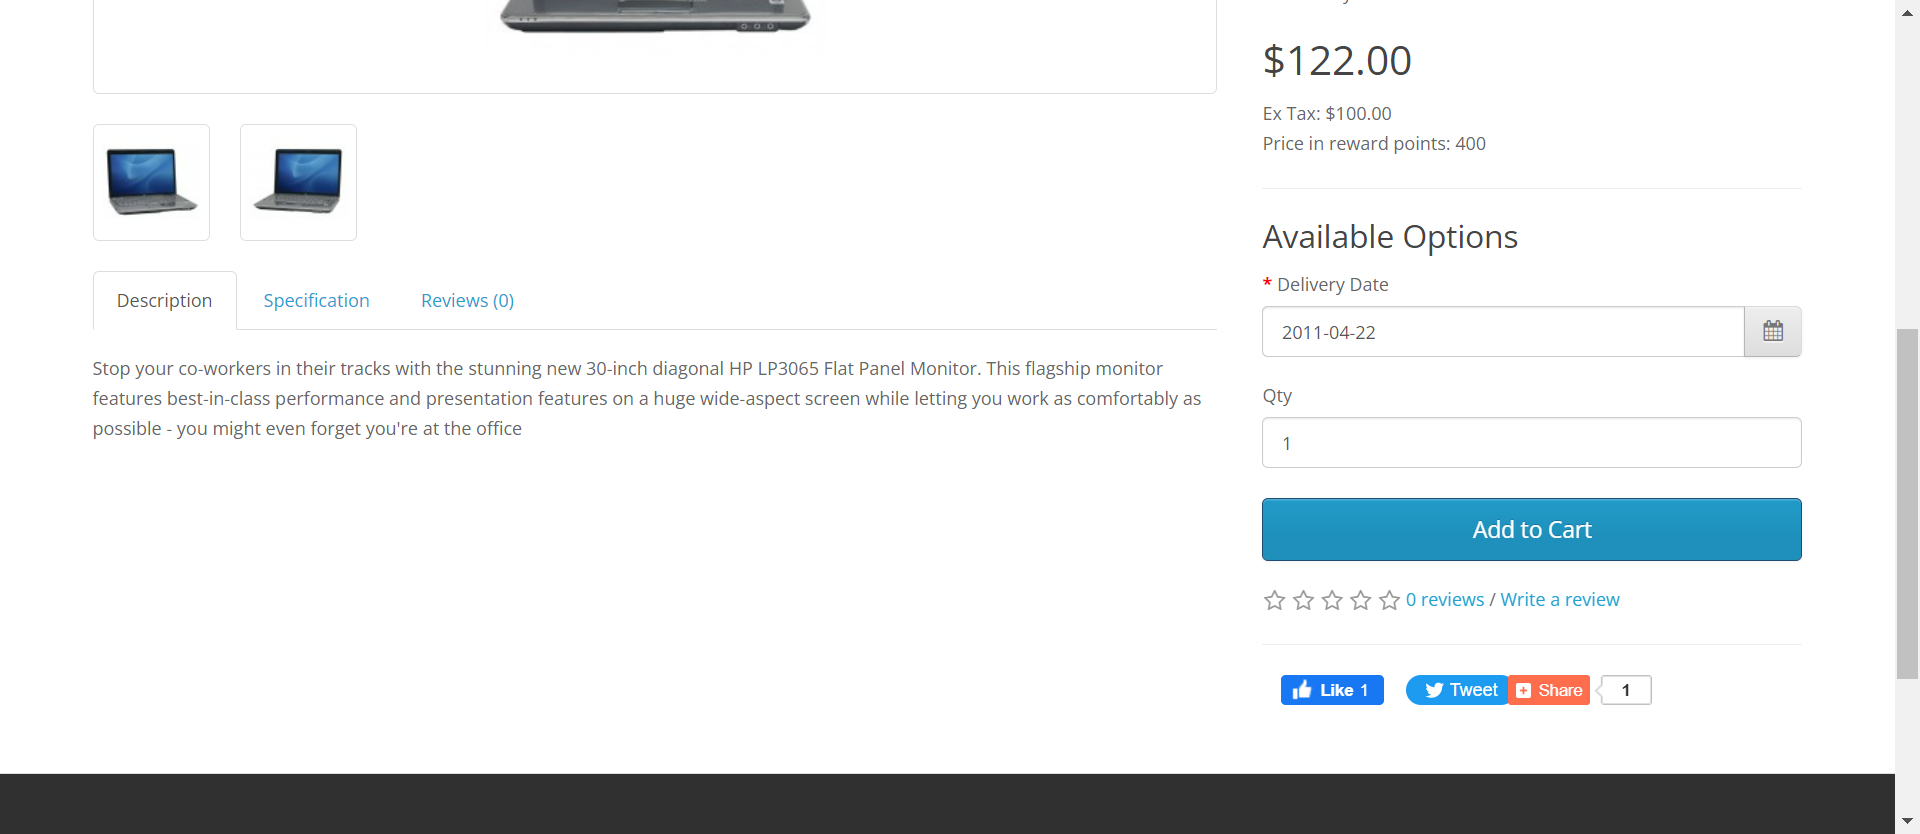 $122.00
Ex Tax: $100.00
Price in reward points: 400
Description
Specification
Reviews (0)
Stop your co-workers in their tracks with the stunning new 30-inch diagonal HP LP3065 Flat Panel Monitor. This flagship monitor
features best-in-class performance and presentation features on a huge wide-aspect screen while letting you work as comfortably as
possible - you might even forget you're at the office
Available Options
* Delivery Date
2011-04-22
Qty
1
Add to Cart
0 reviews / Write a review
Like 1
Tweet
Share
1